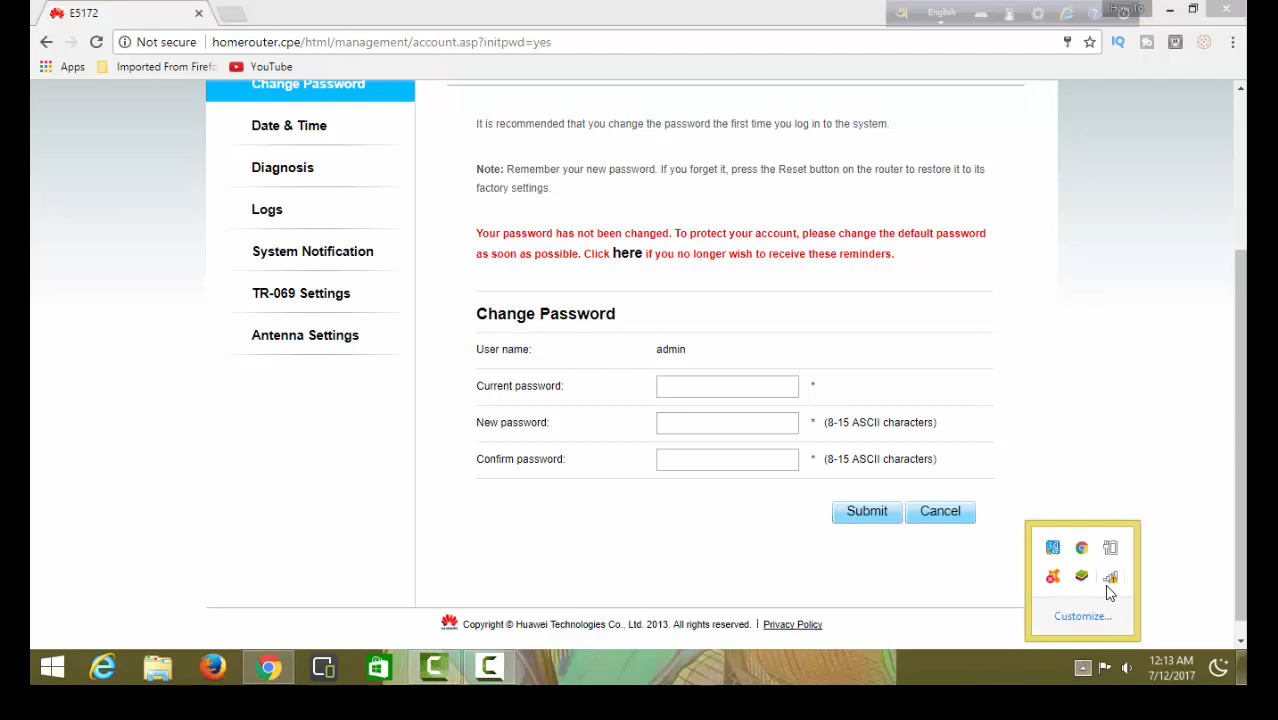 E5172
How To
English
Not secure
homerouter.cpe/html/management/account.asp?initpwd=yes
Apps
Imported From Firefo
YouTube
Change Password
Date & Time
Diagnosis
Logs
System Notification
TR-069 Settings
Antenna Settings
It is recommended that you change the password the first time you log in to the system.
Note: Remember your new password. If you forget it, press the Reset button on the router to restore it to its
factory settings.
Your password has not been changed. To protect your account, please change the default password
as soon as possible. Click here if you no longer wish to receive these reminders.
Change Password
User name: admin
Current password: *
New password: * (8-15 ASCII characters)
Confirm password: * (8-15 ASCII characters)
Submit Cancel
Customize...
Copyright © Huawei Technologies Co., Ltd. 2013. All rights reserved. | Privacy Policy
12:13 AM
7/12/2017